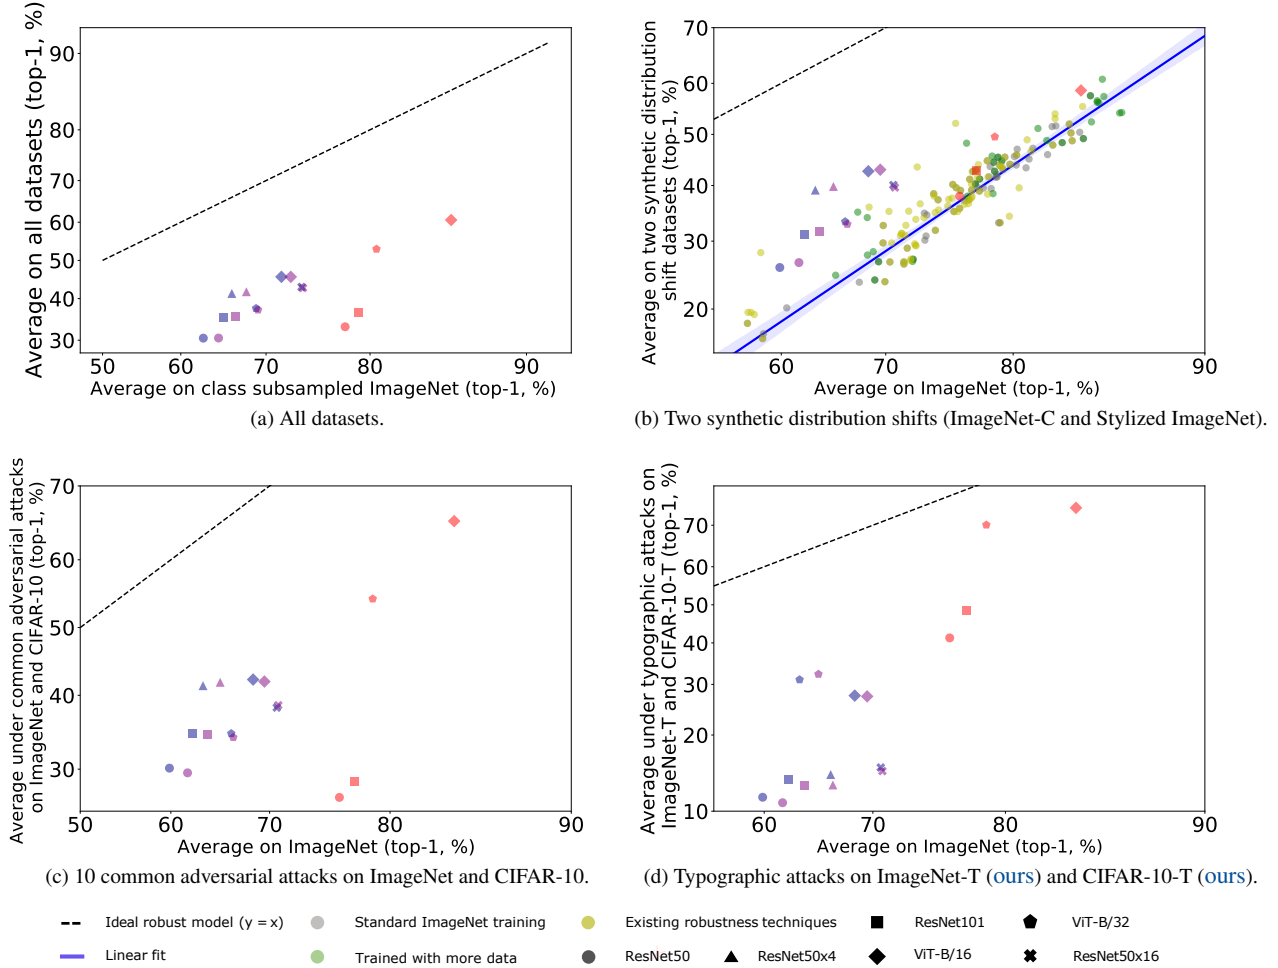 Average on all datasets (top-1, %)
90
80
70
60
50
40
30
50 60 70 80 90
Average on class subsampled ImageNet (top-1, %)
(a) All datasets.
Average on two synthetic distribution
shift datasets (top-1, %)
70
60
50
40
30
20
60 70 80 90
Average on ImageNet (top-1, %)
(b) Two synthetic distribution shifts (ImageNet-C and Stylized ImageNet).
Average under common adversarial attacks
on ImageNet and CIFAR-10 (top-1, %)
70
60
50
40
30
50 60 70 80 90
Average on ImageNet (top-1, %)
(c) 10 common adversarial attacks on ImageNet and CIFAR-10.
Average under typographic attacks on
ImageNet-T and CIFAR-10-T (top-1, %)
70
60
50
40
30
20
10
60 70 80 90
Average on ImageNet (top-1, %)
(d) Typographic attacks on ImageNet-T (ours) and CIFAR-10-T (ours).
Ideal robust model (y = x) Standard ImageNet training Existing robustness techniques ResNet101 ViT-B/32
Linear fit Trained with more data ResNet50 ResNet50x4 ViT-B/16 ResNet50x16